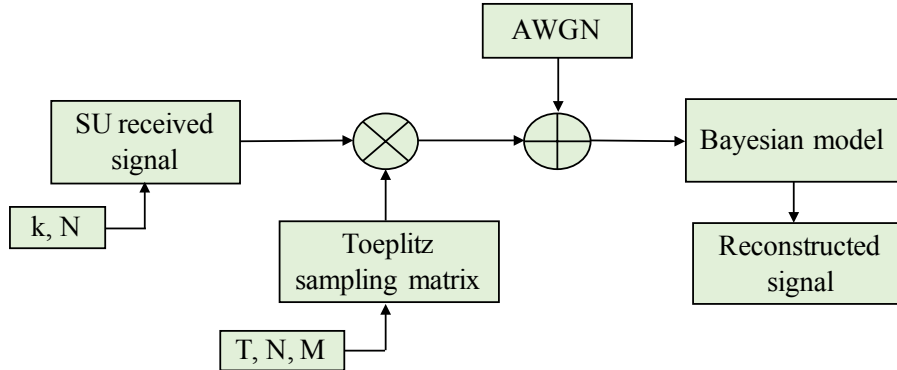 AWGN
SU received
signal
Bayesian model
k, N
Toeplitz
sampling matrix
Reconstructed
signal
T, N, M